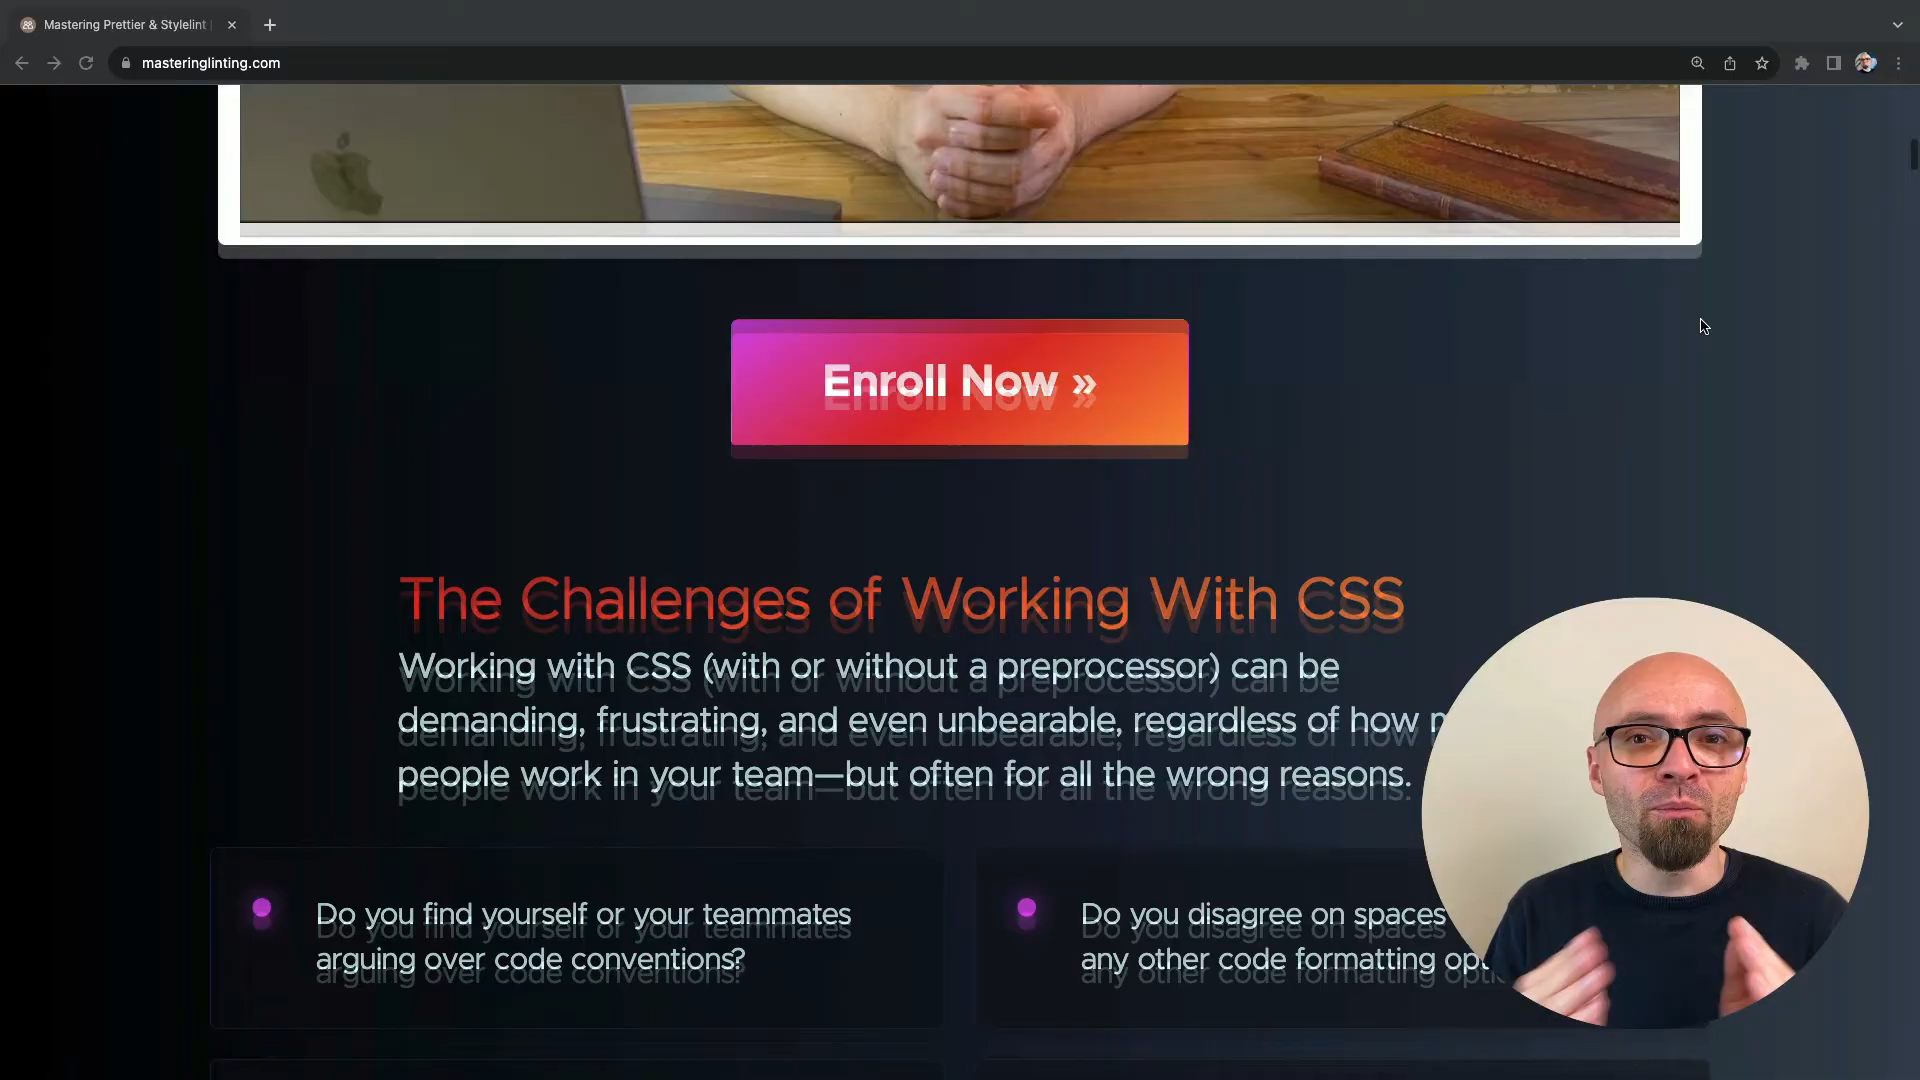 Mastering Prettier & Stylelint
masteringlinting.com
Enroll Now »
The Challenges of Working With CSS
Working with CSS (with or without a preprocessor) can be
demanding, frustrating, and even unbearable, regardless of how
people work in your team—but often for all the wrong reasons.
Do you find yourself or your teammates
arguing over code conventions?
Do you disagree on spaces
any other code formatting